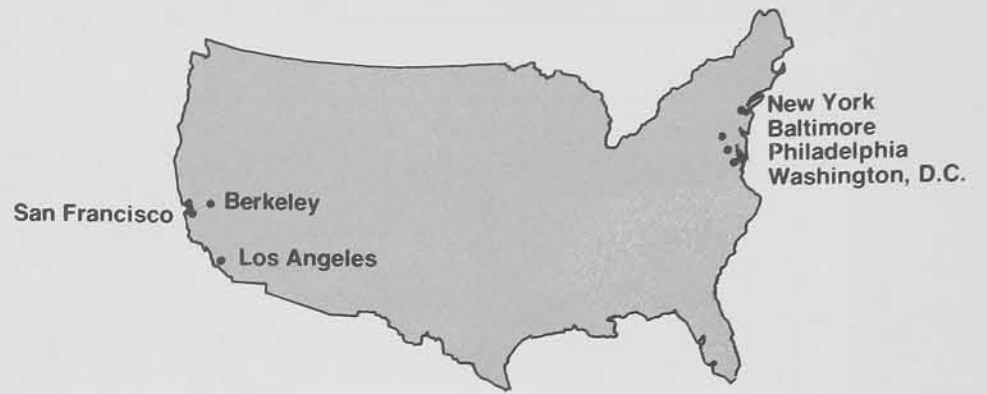 New York
Baltimore
Philadelphia
Washington, D.C.
Berkeley
San Francisco
Los Angeles